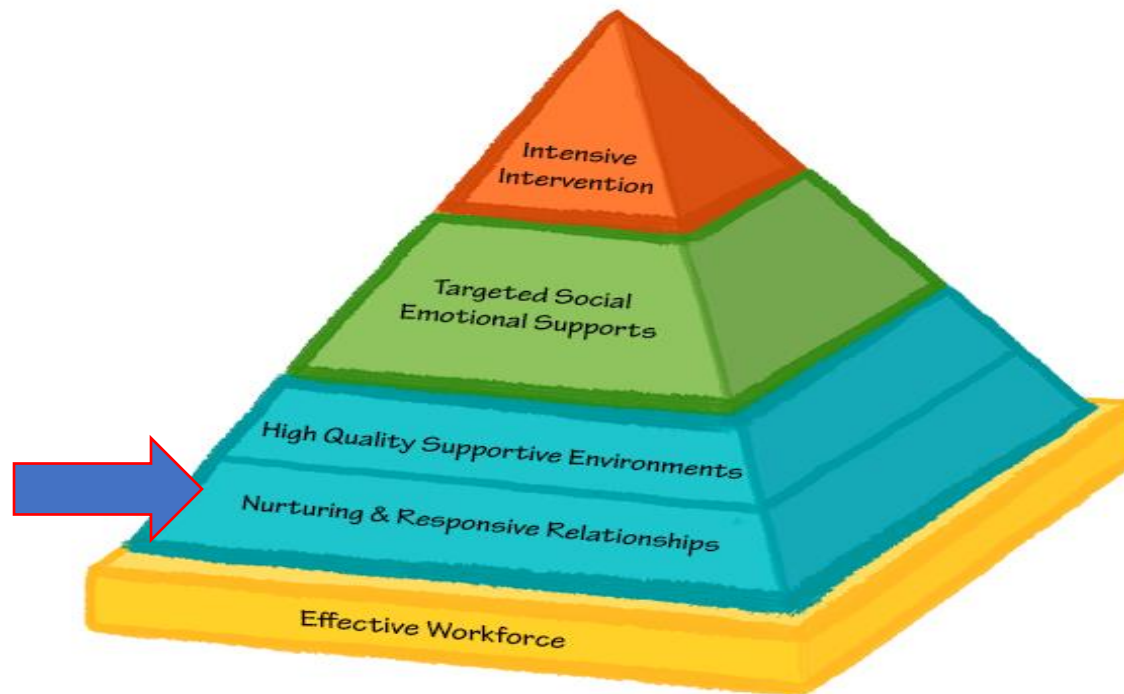 Intensive
Intervention
Targeted Social
Emotional Supports
High Quality Supportive Environments
Nurturing & Responsive Relationships
Effective Workforce